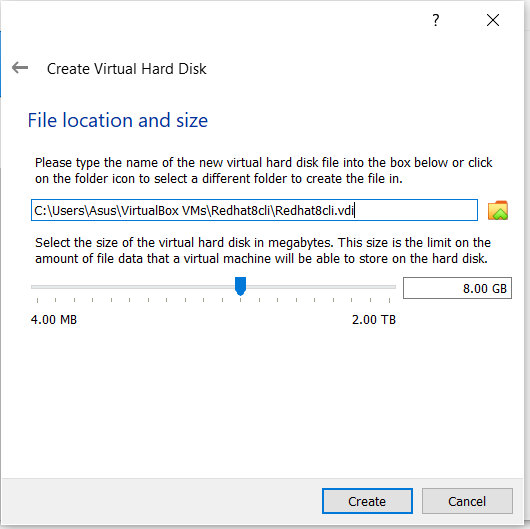 ?
Create Virtual Hard Disk
File location and size
Please type the name of the new virtual hard disk file into the box below or click
on the folder icon to select a different folder to create the file in.
C:\Users\Asus\VirtualBox VMs\Redhat8cli\Redhat8cli.vdi
Select the size of the virtual hard disk in megabytes. This size is the limit on the
amount of file data that a virtual machine will be able to store on the hard disk.
8.00 GB
4.00 MB 2.00 TB
Create Cancel